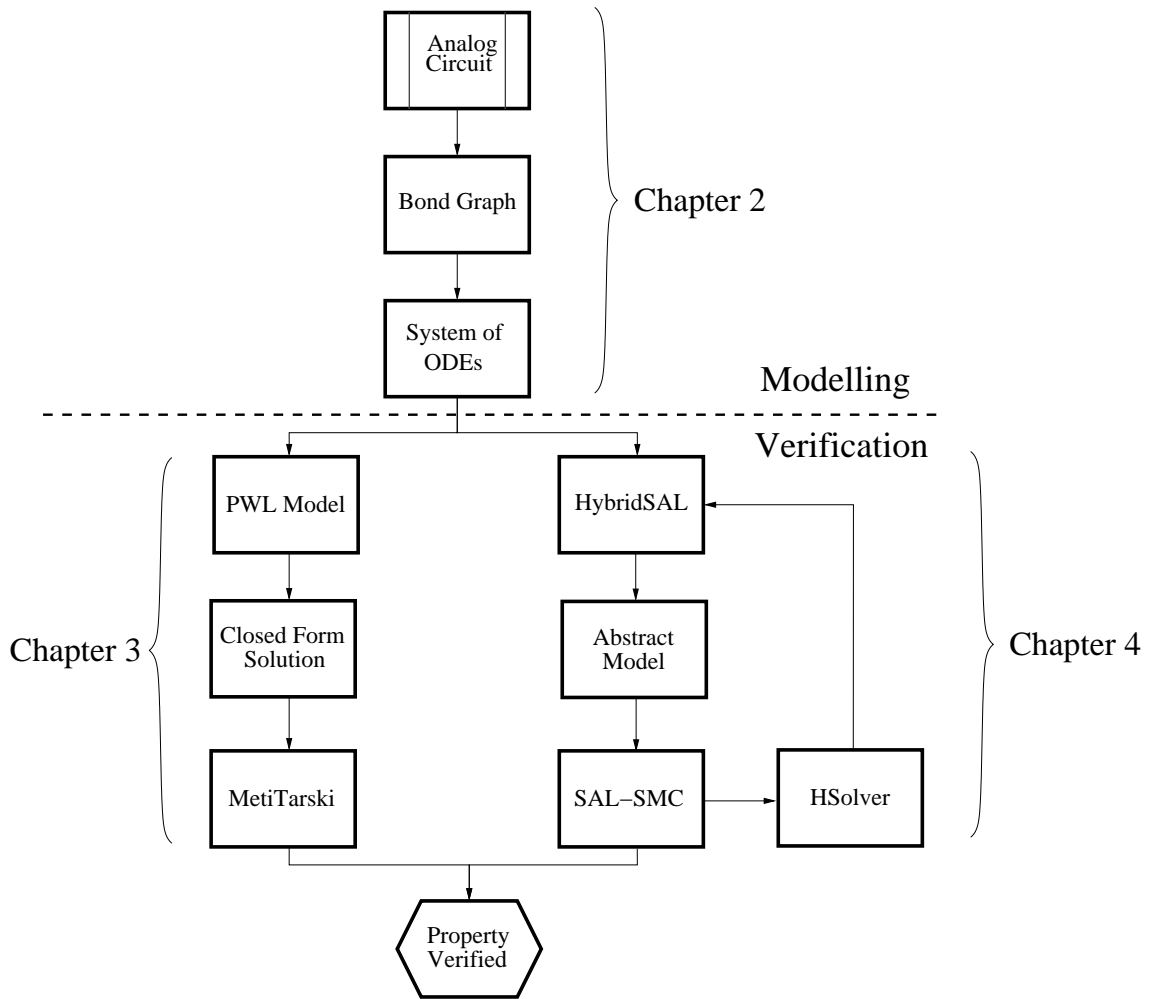 Analog
Circuit
Bond Graph
Chapter 2
System of
ODEs
Modelling
Verification
PWL Model
HybridSAL
Chapter 3
Closed Form
Solution
Abstract
Model
Chapter 4
MetiTarski
SAL−SMC
HSolver
Property
Verified